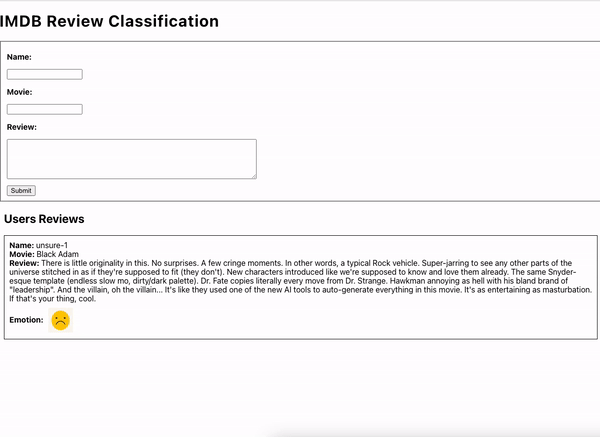 IMDB Review Classification
Name:
Movie:
Review:
Submit
Users Reviews
Name: unsure-1
Movie: Black Adam
Review: There is little originality in this. No surprises. A few cringe moments. In other words, a typical Rock vehicle. Super-jarring to see any other parts of the
universe stitched in as if they're supposed to fit (they don't). New characters introduced like we're supposed to know and love them already. The same Snyder-
esque template (endless slow mo, dirty/dark palette). Dr. Fate copies literally every move from Dr. Strange. Hawkman annoying as hell with his bland brand of
"leadership". And the villain, oh the villain... It's like they used one of the new AI tools to auto-generate everything in this movie. It's as entertaining as masturbation.
If that's your thing, cool.
Emotion: